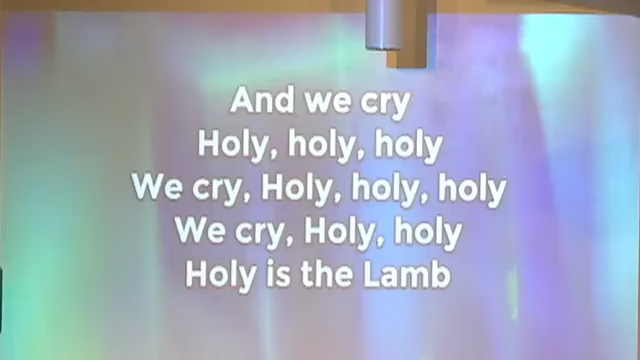 And we cry
Holy, holy, holy
We cry, Holy, holy, holy
We cry, Holy, holy
Holy is the Lamb